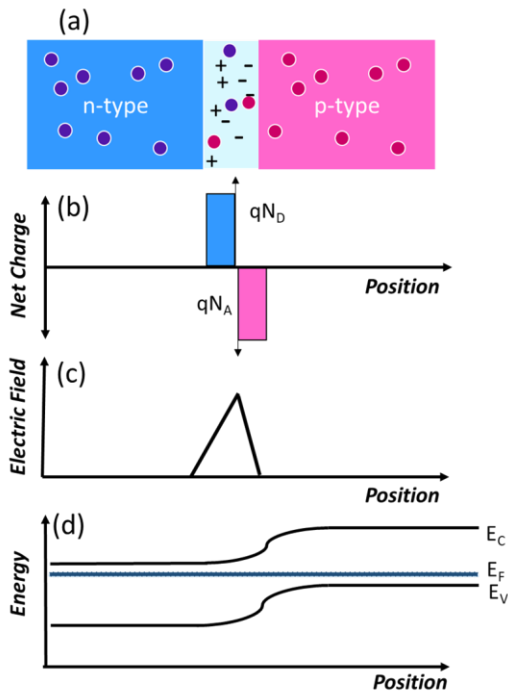 (a)
n-type
+ -
+ -
-
+ -
+
p-type
(b)
Net Charge
qN_D
qN_A
Position
(c)
Electric Field
Position
(d)
Energy
E_C
E_F
E_V
Position